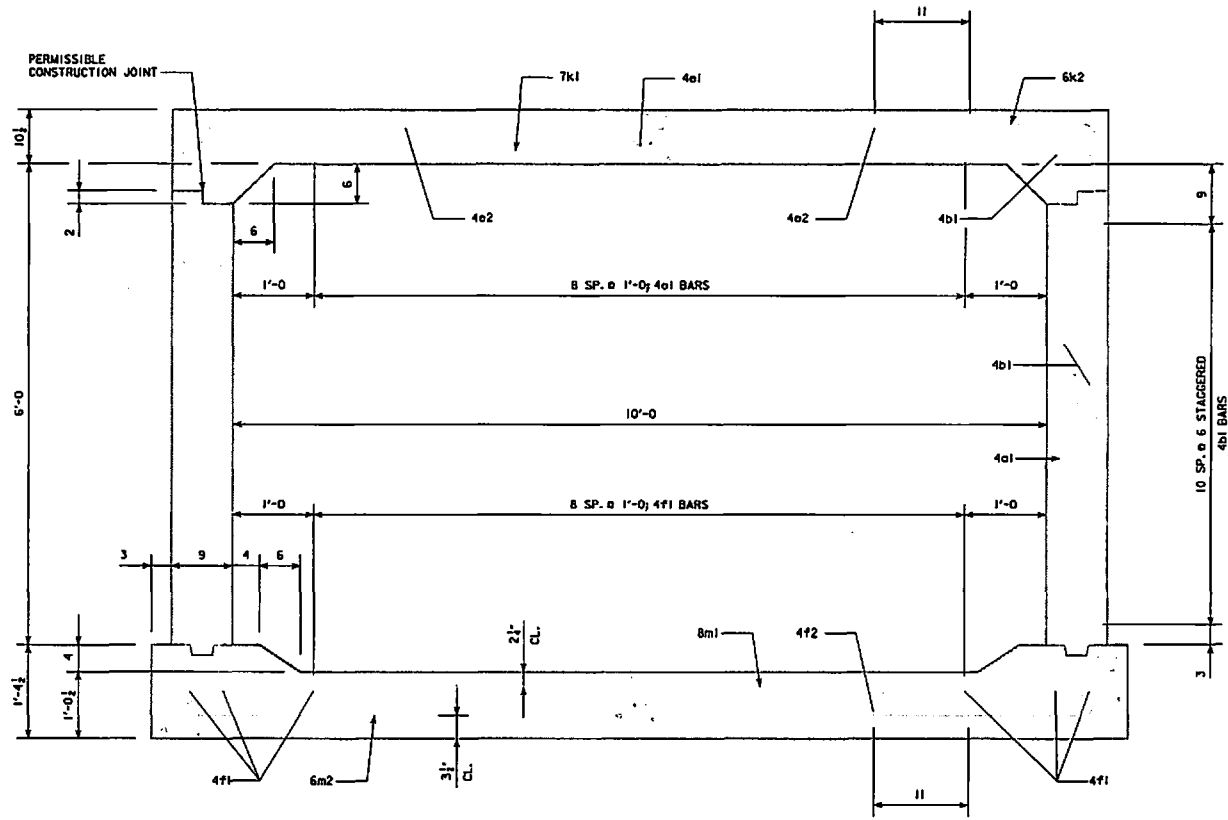 11
PERMISSIBLE
CONSTRUCTION JOINT
7k1
4a1
6k2
10½
6
9
2
4a2
4a2
4b1
6
1'-0
8 SP. @ 1'-0; 4a1 BARS
1'-0
4b1
6'-0
10'-0
10 SP. @ 6 STAGGERED
4b1 BARS
4a1
1'-0
8 SP. @ 1'-0; 4f1 BARS
1'-0
3
9
4
6
2¼"
CL.
8m1
4f2
4
1'-4½
1'-0½
3
3½"
CL.
4f1
6m2
4f1
11